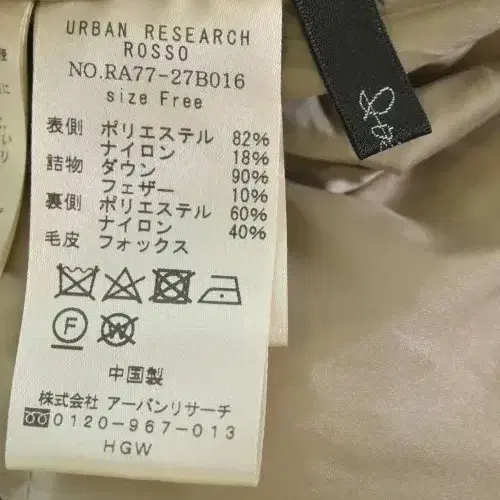 URBAN RESEARCH
ROSSO
NO.RA77-27B016
size Free
表側 ポリエステル 82%
ナイロン 18%
詰物 ダウン 90%
フェザー 10%
裏側 ポリエステル 60%
ナイロン 40%
毛皮 フォックス
F
W
中国製
株式会社 アーバンリサーチ
0120-967-013
HGW